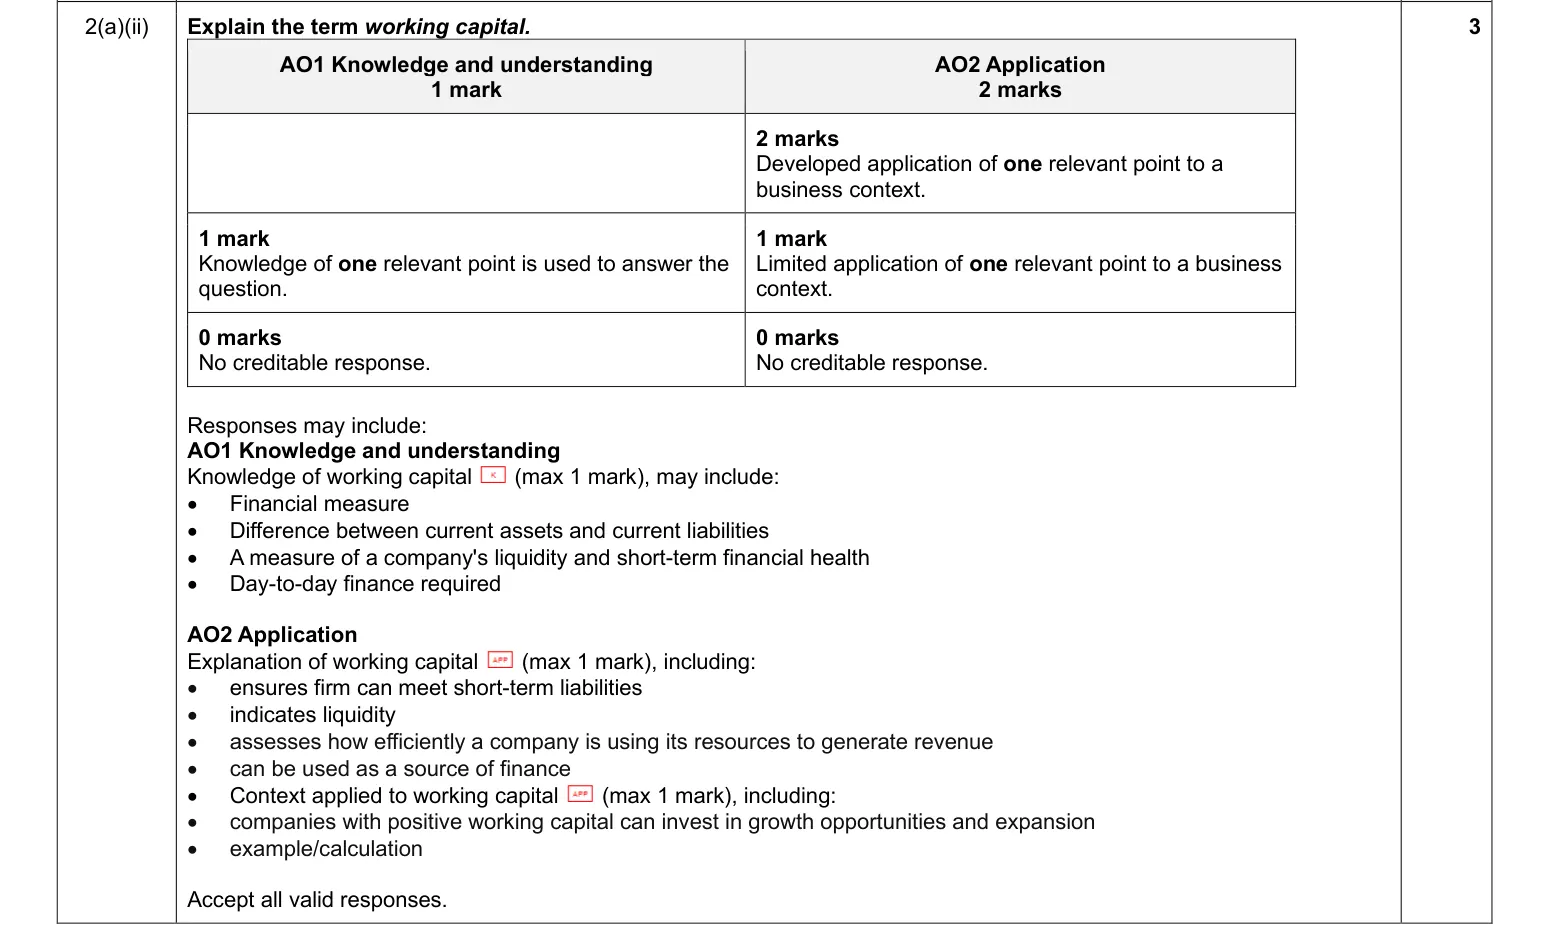 2(a)(ii)
Explain the term working capital.
3
AO1 Knowledge and understanding
1 mark
AO2 Application
2 marks
2 marks
Developed application of one relevant point to a
business context.
1 mark
Knowledge of one relevant point is used to answer the
question.
1 mark
Limited application of one relevant point to a business
context.
0 marks
No creditable response.
0 marks
No creditable response.
Responses may include:
AO1 Knowledge and understanding
Knowledge of working capital K (max 1 mark), may include:
• Financial measure
• Difference between current assets and current liabilities
• A measure of a company's liquidity and short-term financial health
• Day-to-day finance required
AO2 Application
Explanation of working capital APP (max 1 mark), including:
• ensures firm can meet short-term liabilities
• indicates liquidity
• assesses how efficiently a company is using its resources to generate revenue
• can be used as a source of finance
• Context applied to working capital APP (max 1 mark), including:
• companies with positive working capital can invest in growth opportunities and expansion
• example/calculation
Accept all valid responses.